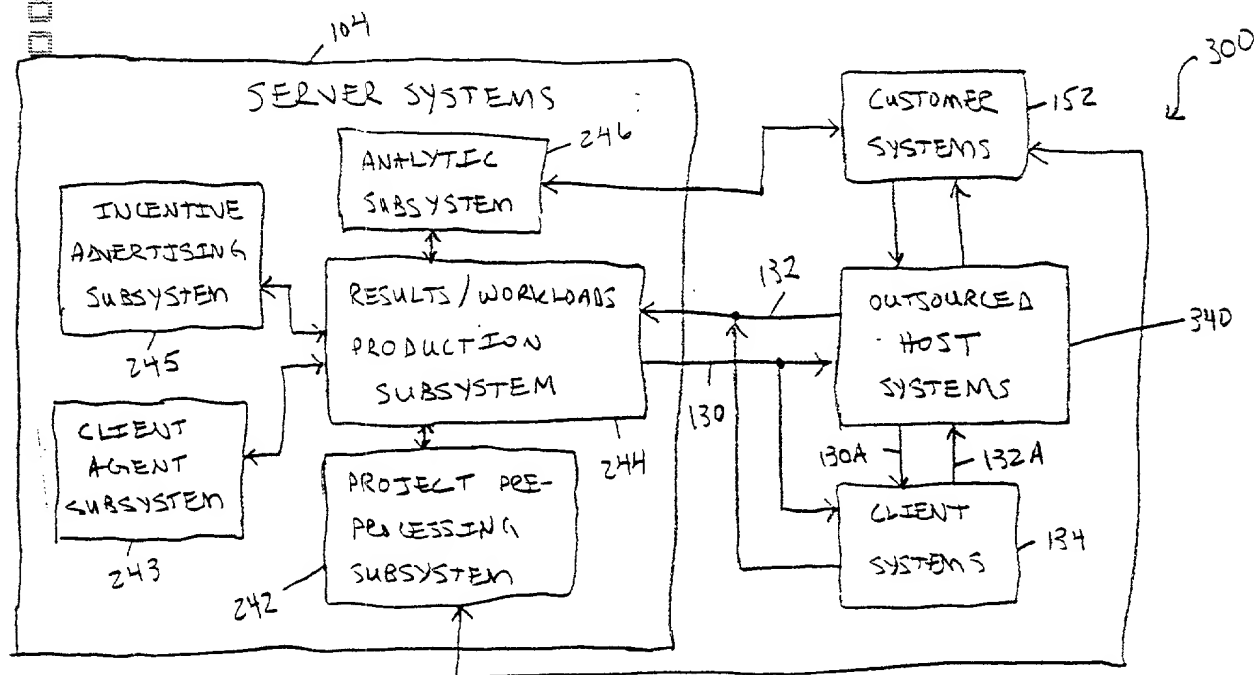 104
300
SERVER SYSTEMS
CUSTOMER
SYSTEMS
152
246
ANALYTIC
SUBSYSTEM
INCENTIVE
ADVERTISING
SUBSYSTEM
245
RESULTS/WORKLOADS
PRODUCTION
SUBSYSTEM
244
132
130
OUTSOURCED
HOST
SYSTEMS
340
CLIENT
AGENT
SUBSYSTEM
243
PROJECT PRE-
PROCESSING
SUBSYSTEM
242
130A
132A
CLIENT
SYSTEMS
134